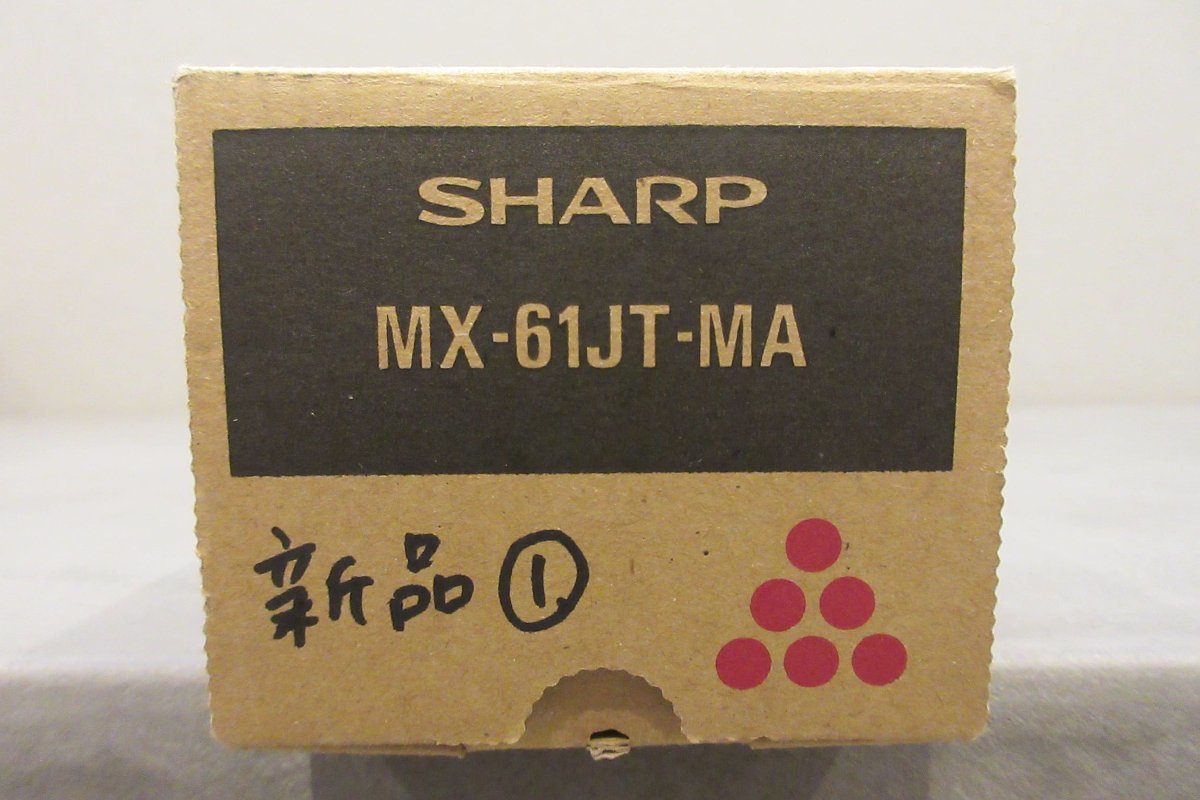 SHARP
MX-61JT-MA
新品 ①